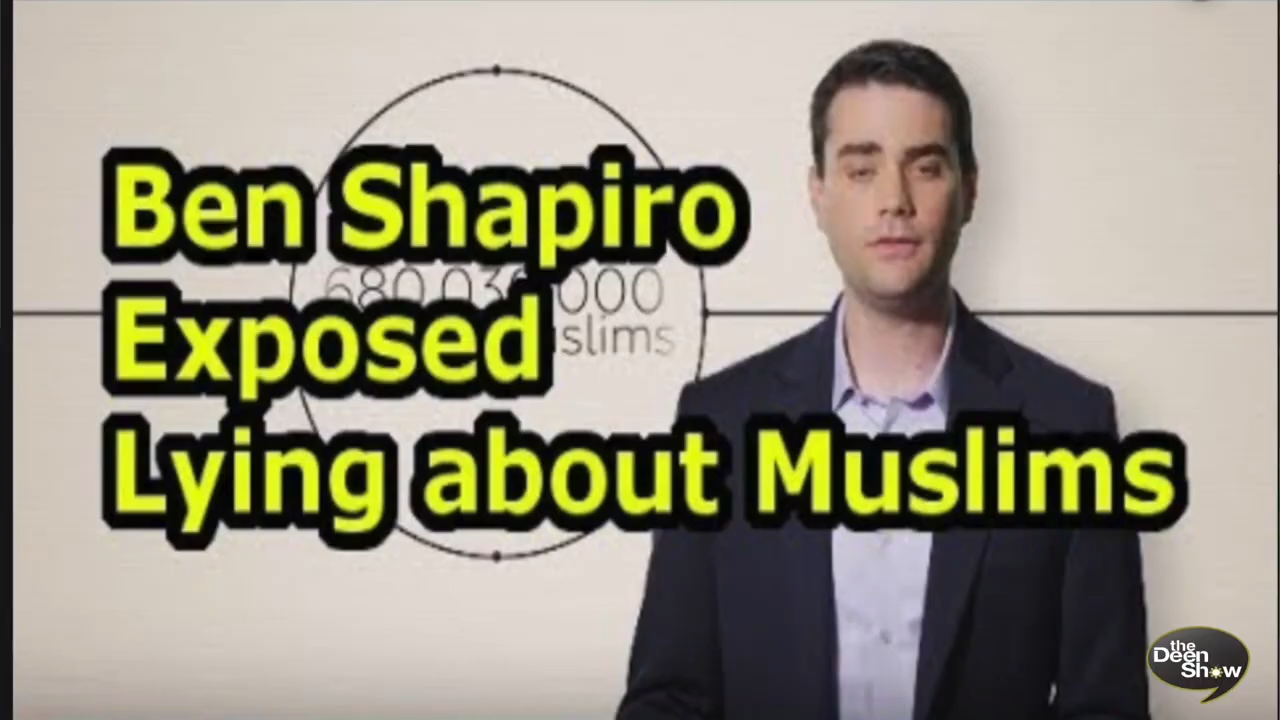 Ben Shapiro
Exposed
Lying about Muslims
the
Deen
Show